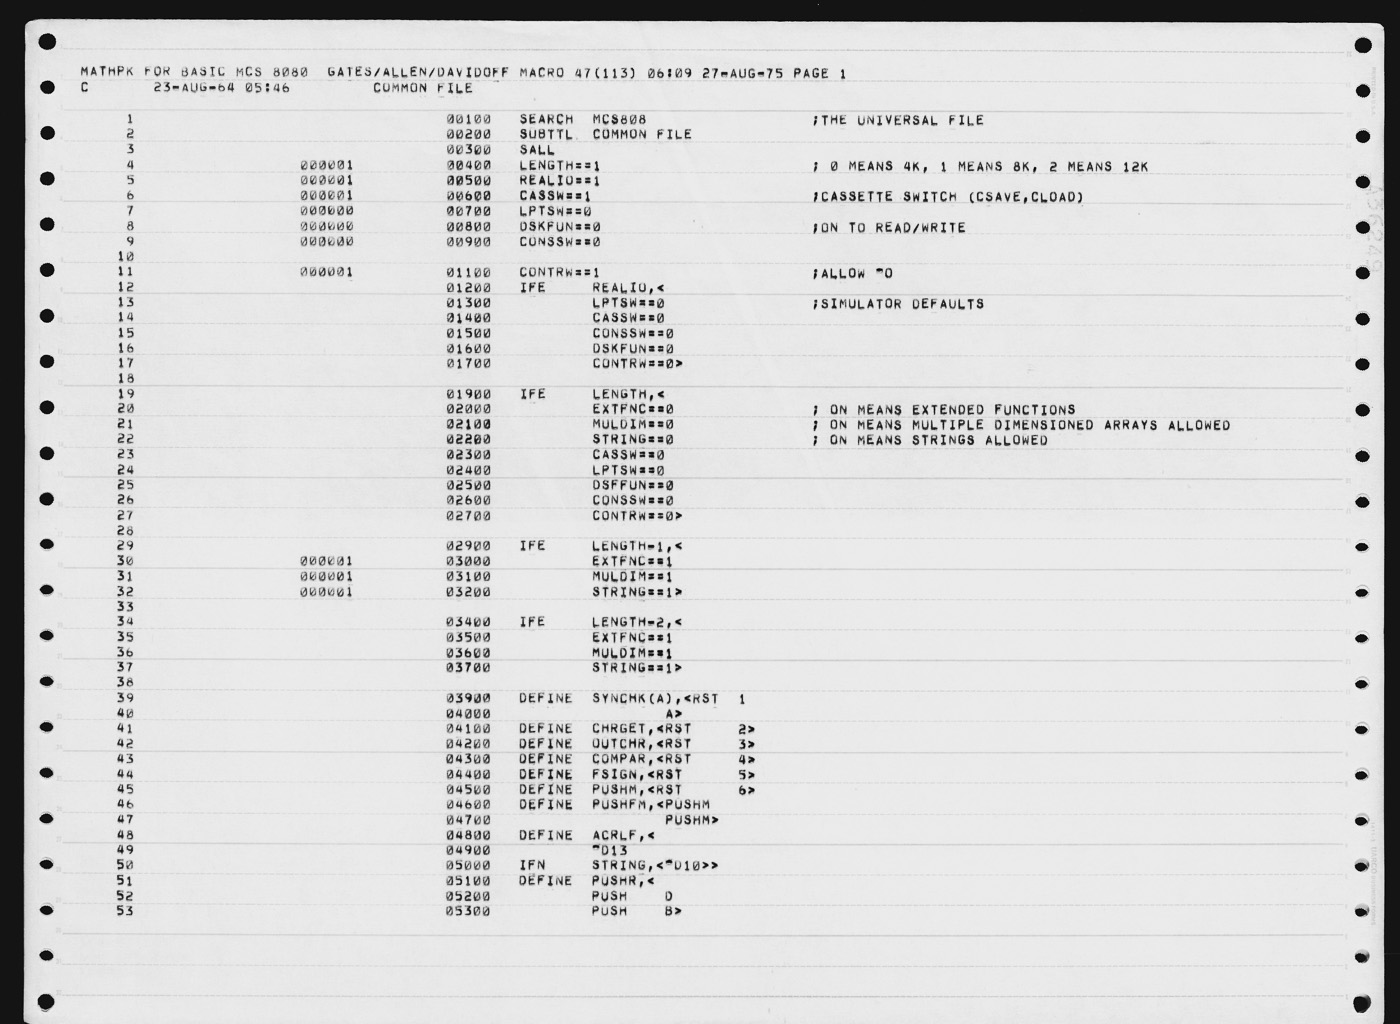 MATHPK FOR BASIC MCS 8080  GATES/ALLEN/DAVIDOFF MACRO 47(113) 06:09 27-AUG-75 PAGE 1
C 23-AUG-64 05:46 COMMON FILE
1 00100 SEARCH MCS808 ;THE UNIVERSAL FILE
2 00200 SUBTTL COMMON FILE
3 00300 SALL
4 000001 00400 LENGTH==1 ; 0 MEANS 4K, 1 MEANS 8K, 2 MEANS 12K
5 000001 00500 REALIO==1
6 000001 00600 CASSW==1 ;CASSETTE SWITCH (CSAVE,CLOAD)
7 000000 00700 LPTSW==0
8 000000 00800 DSKFUN==0 ;ON TO READ/WRITE
9 000000 00900 CONSSW==0
10
11 000001 01100 CONTRW==1 ;ALLOW ^O
12 01200 IFE REALIO,<
13 01300 LPTSW==0 ;SIMULATOR DEFAULTS
14 01400 CASSW==0
15 01500 CONSSW==0
16 01600 DSKFUN==0
17 01700 CONTRW==0>
18
19 01900 IFE LENGTH,<
20 02000 EXTFNC==0 ; ON MEANS EXTENDED FUNCTIONS
21 02100 MULDIM==0 ; ON MEANS MULTIPLE DIMENSIONED ARRAYS ALLOWED
22 02200 STRING==0 ; ON MEANS STRINGS ALLOWED
23 02300 CASSW==0
24 02400 LPTSW==0
25 02500 DSFFUN==0
26 02600 CONSSW==0
27 02700 CONTRW==0>
28
29 02900 IFE LENGTH-1,<
30 000001 03000 EXTFNC==1
31 000001 03100 MULDIM==1
32 000001 03200 STRING==1>
33
34 03400 IFE LENGTH-2,<
35 03500 EXTFNC==1
36 03600 MULDIM==1
37 03700 STRING==1>
38
39 03900 DEFINE SYNCHK(A),<RST 1
40 04000 A>
41 04100 DEFINE CHRGET,<RST 2>
42 04200 DEFINE OUTCHR,<RST 3>
43 04300 DEFINE COMPAR,<RST 4>
44 04400 DEFINE FSIGN,<RST 5>
45 04500 DEFINE PUSHM,<RST 6>
46 04600 DEFINE PUSHFM,<PUSHM
47 04700 PUSHM>
48 04800 DEFINE ACRLF,<
49 04900 ^D13
50 05000 IFN STRING,<^D10>>
51 05100 DEFINE PUSHR,<
52 05200 PUSH D
53 05300 PUSH B>